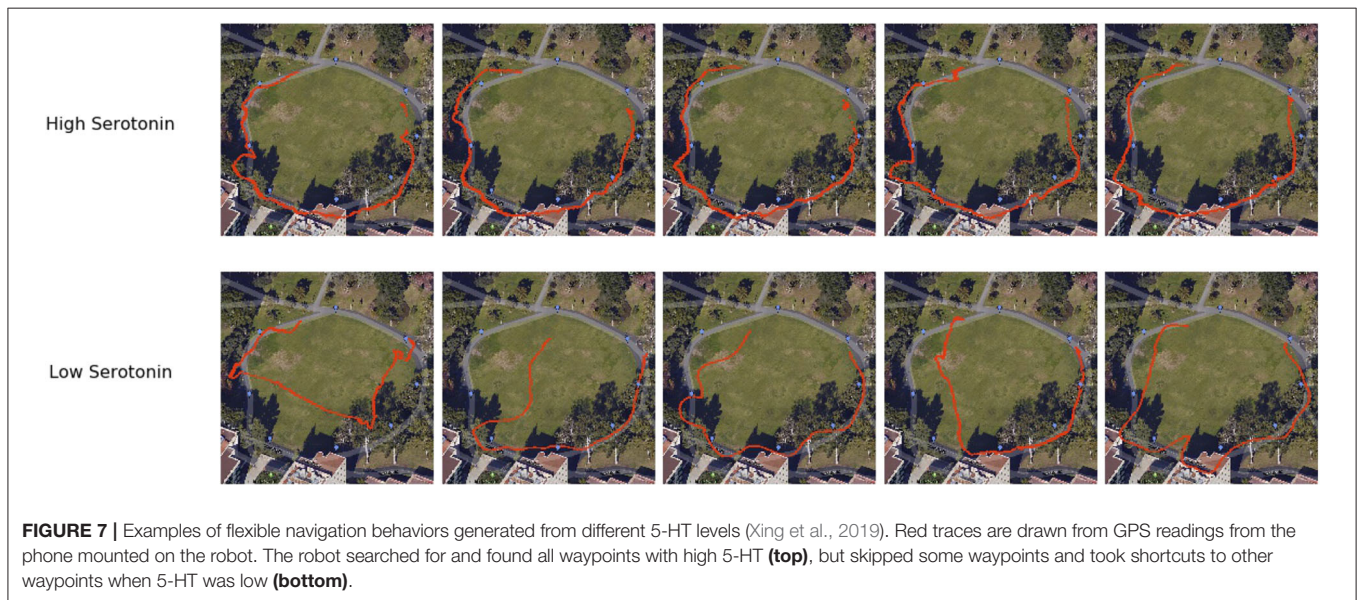 High Serotonin
Low Serotonin
FIGURE 7 | Examples of flexible navigation behaviors generated from different 5-HT levels (Xing et al., 2019). Red traces are drawn from GPS readings from the
phone mounted on the robot. The robot searched for and found all waypoints with high 5-HT (top), but skipped some waypoints and took shortcuts to other
waypoints when 5-HT was low (bottom).